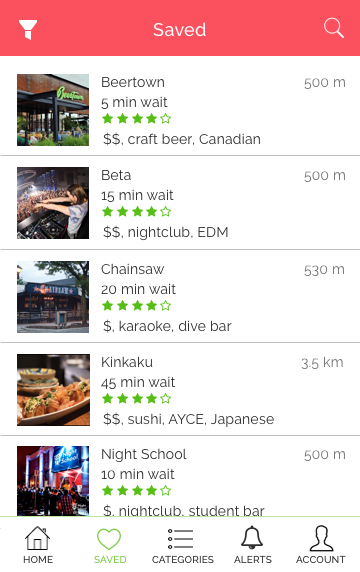 Saved
Beertown 500 m
5 min wait
$$, craft beer, Canadian
Beta 500 m
15 min wait
$$, nightclub, EDM
Chainsaw 530 m
20 min wait
$, karaoke, dive bar
Kinkaku 3.5 km
45 min wait
$$, sushi, AYCE, Japanese
Night School 500 m
10 min wait
$, nightclub, student bar
HOME SAVED CATEGORIES ALERTS ACCOUNT